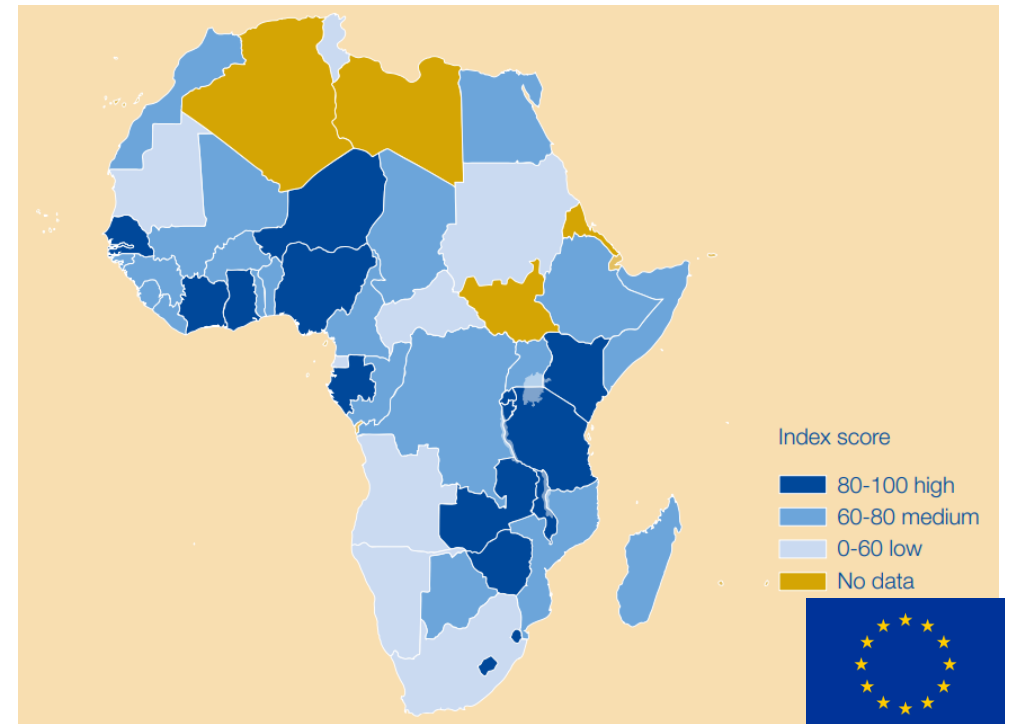 Index score
80-100 high
60-80 medium
0-60 low
No data